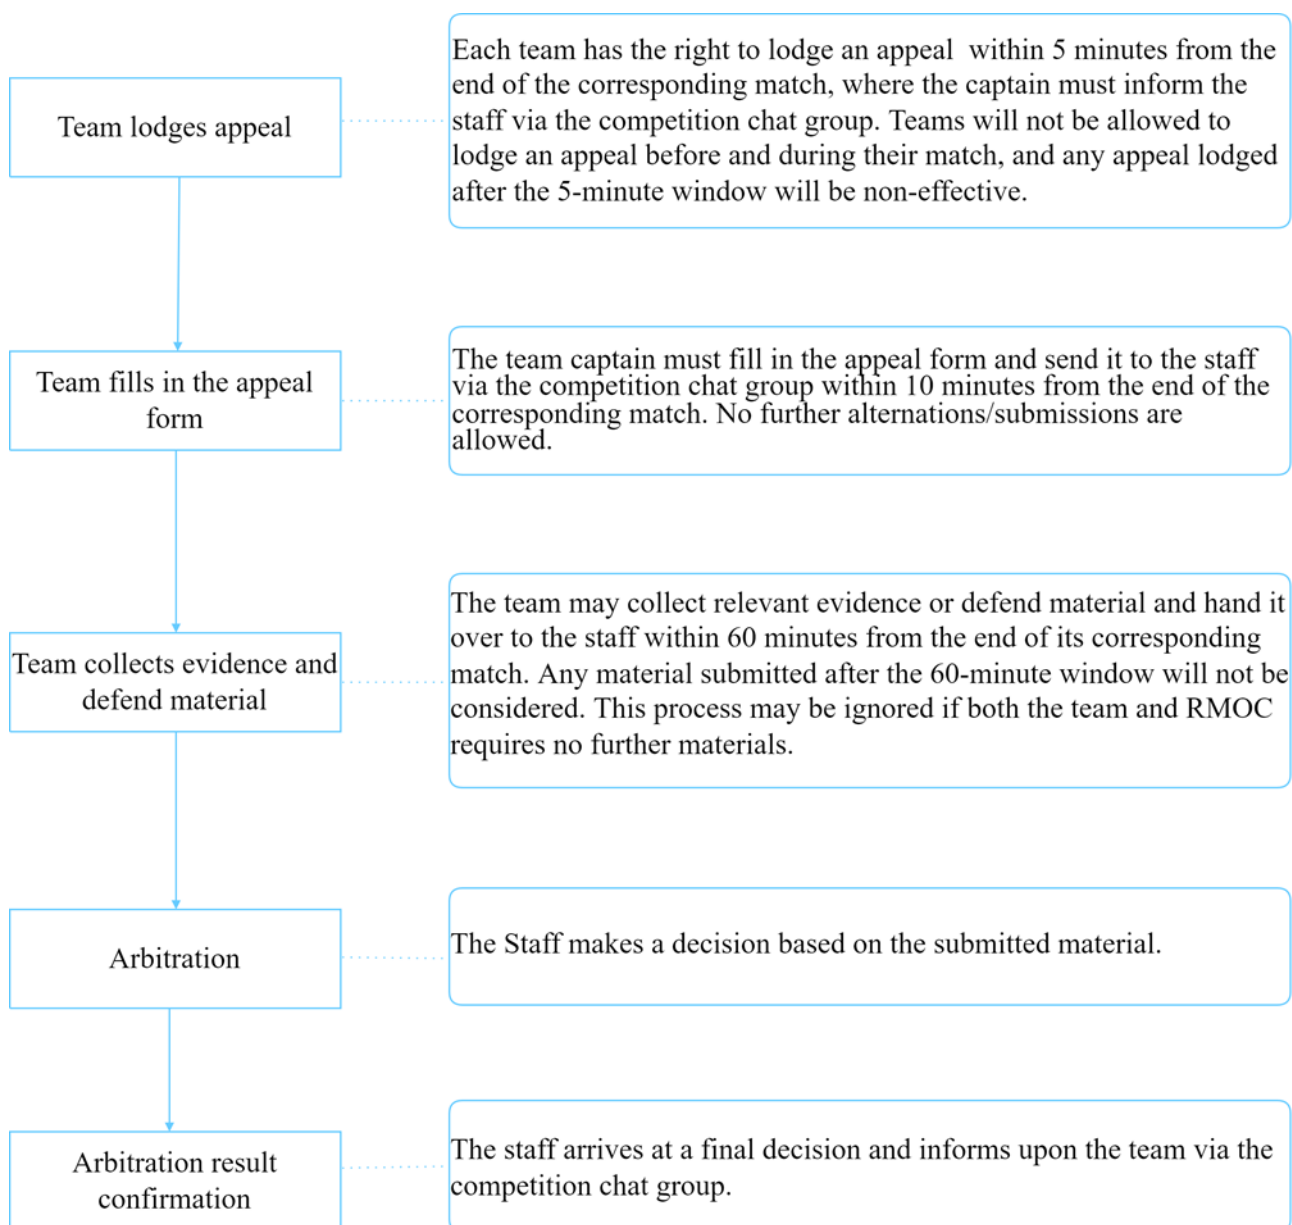 Team lodges appeal
Each team has the right to lodge an appeal  within 5 minutes from the
end of the corresponding match, where the captain must inform the
staff via the competition chat group. Teams will not be allowed to
lodge an appeal before and during their match, and any appeal lodged
after the 5-minute window will be non-effective.
Team fills in the appeal
form
The team captain must fill in the appeal form and send it to the staff
via the competition chat group within 10 minutes from the end of the
corresponding match. No further alternations/submissions are
allowed.
Team collects evidence and
defend material
The team may collect relevant evidence or defend material and hand it
over to the staff within 60 minutes from the end of its corresponding
match. Any material submitted after the 60-minute window will not be
considered. This process may be ignored if both the team and RMOC
requires no further materials.
Arbitration
The Staff makes a decision based on the submitted material.
Arbitration result
confirmation
The staff arrives at a final decision and informs upon the team via the
competition chat group.